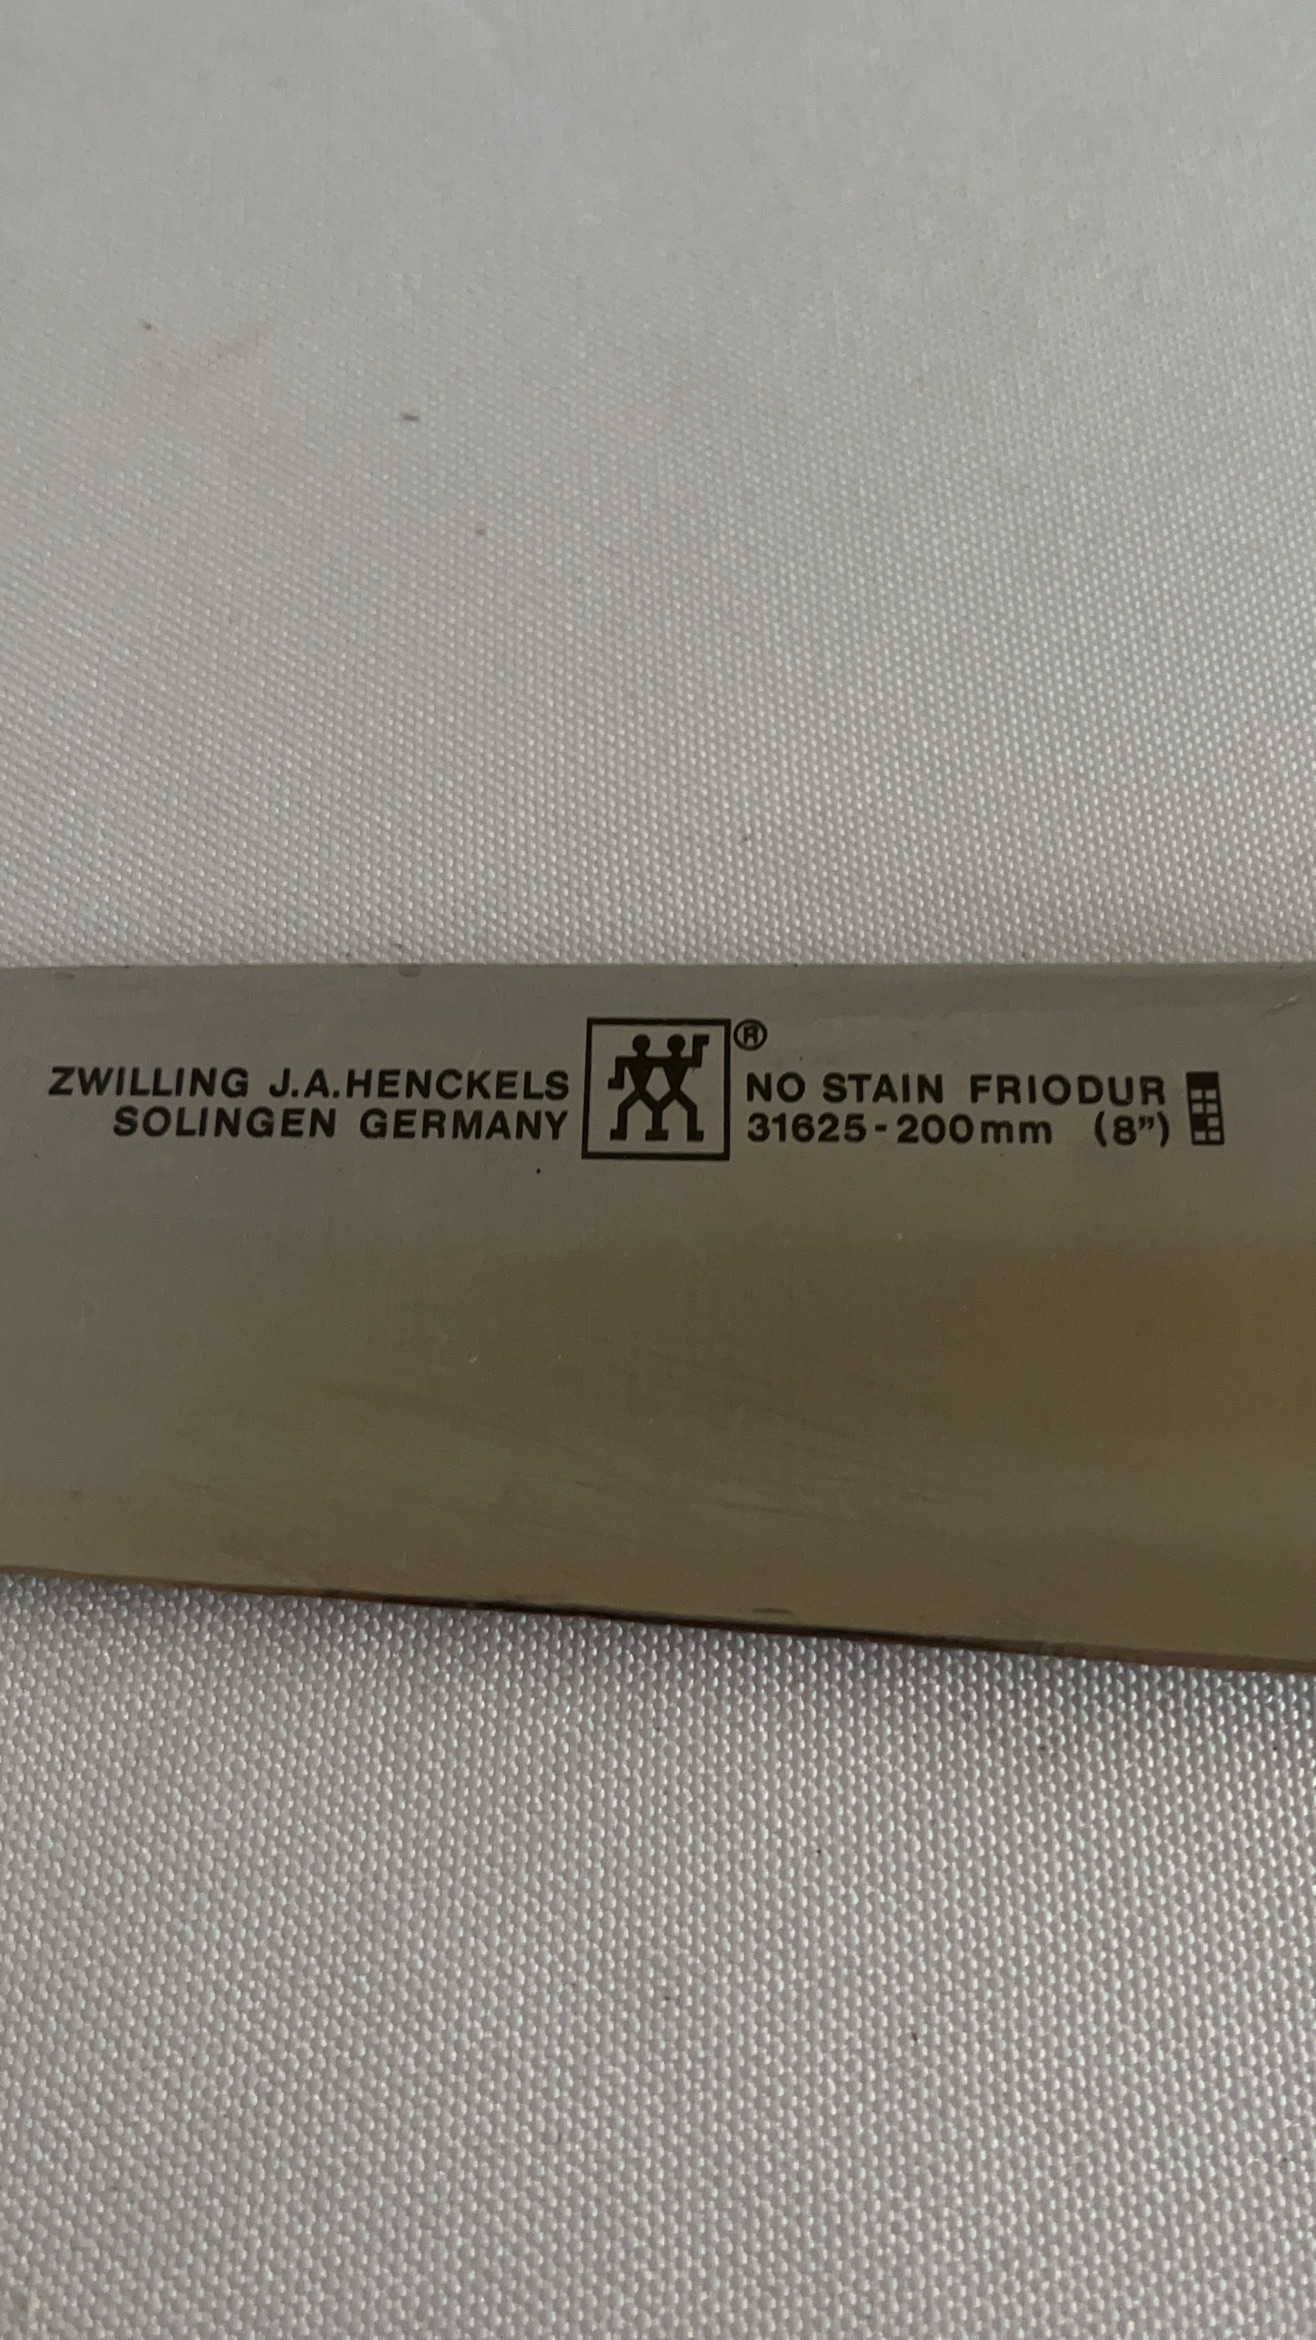 ZWILLING J.A.HENCKELS
SOLINGEN GERMANY
®
NO STAIN FRIODUR
31625-200mm (8”)